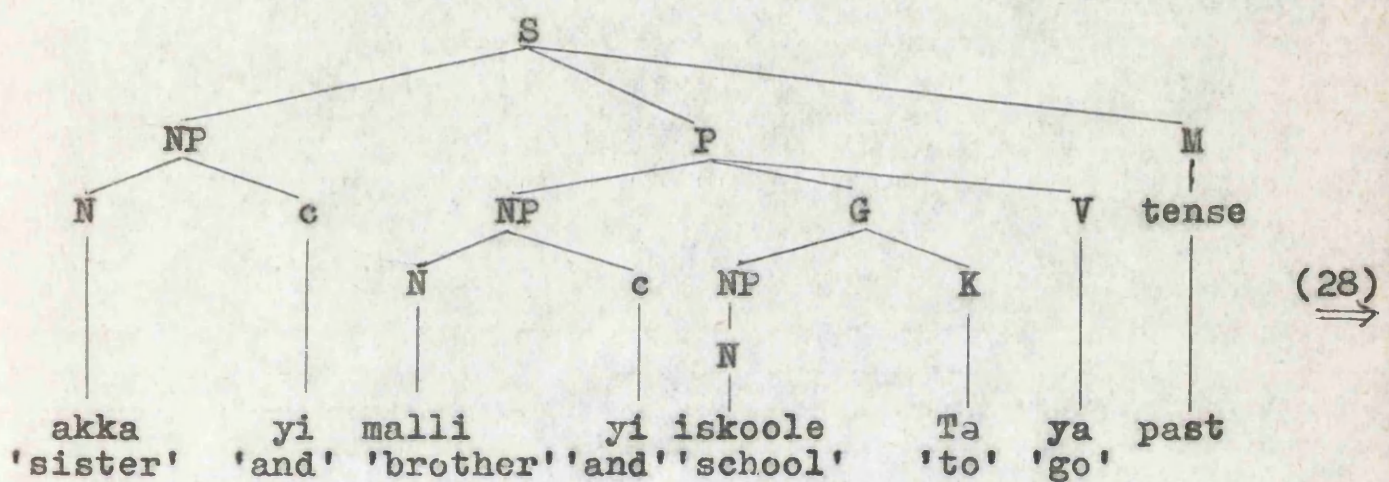 S
NP P M
N c NP G V tense
N c NP K (28)
N
akka yi malli yi iskoole Tə ya past
'sister' 'and' 'brother' 'and' 'school' 'to' 'go'